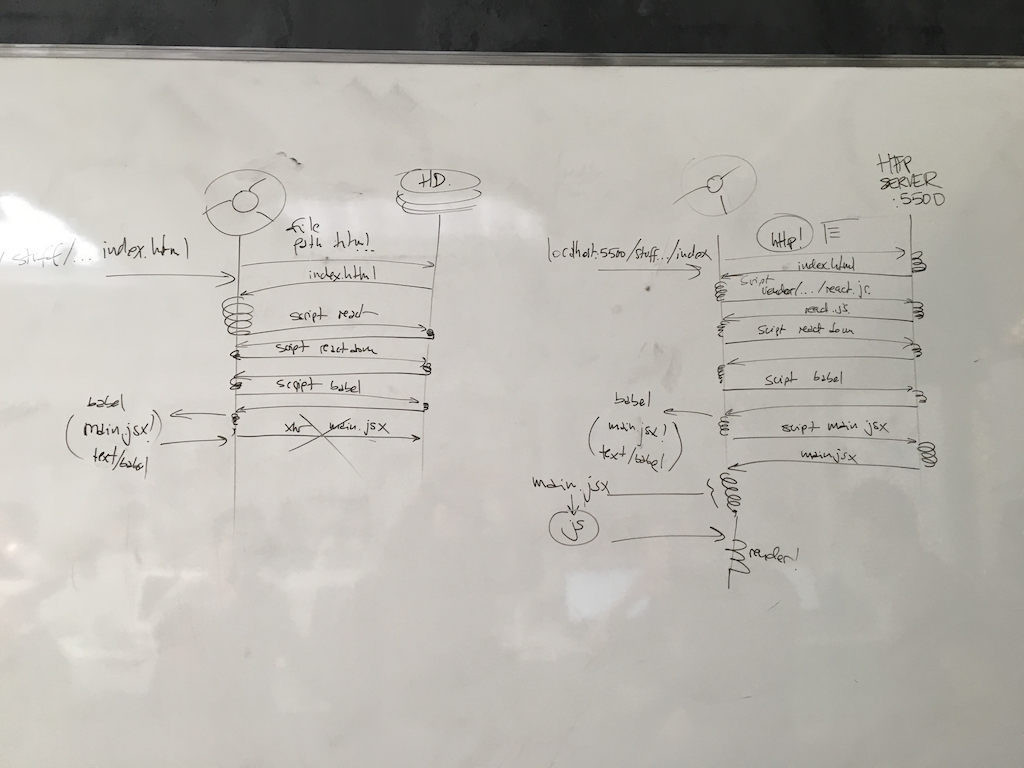 HD.
file
path html...
stuff/... index.html
index.html
script react
script react dom
script babel
babel
(main.jsx!
text/babel)
xhr main.jsx
HTTP
SERVER
:5500
http!
localhost:5500/stuff../index
index.html
script
vendor/.../react.js
react.js
script react dom
script babel
babel
(main.jsx!
text/babel)
script main jsx
main.jsx
main.jsx
js
render!